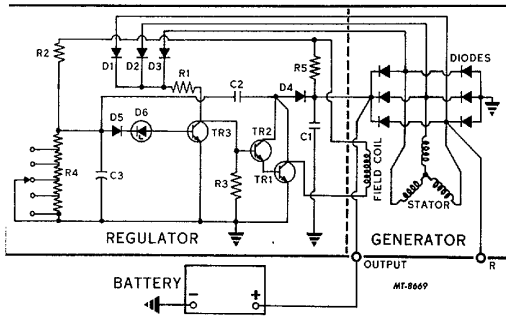 R2
D1 D2 D3
R1
R5
DIODES
C2
D4
D5
D6
TR3
TR2
C1
R4
C3
R3
TR1
FIELD COIL
STATOR
REGULATOR
GENERATOR
OUTPUT
MT-8669
R
BATTERY
- +